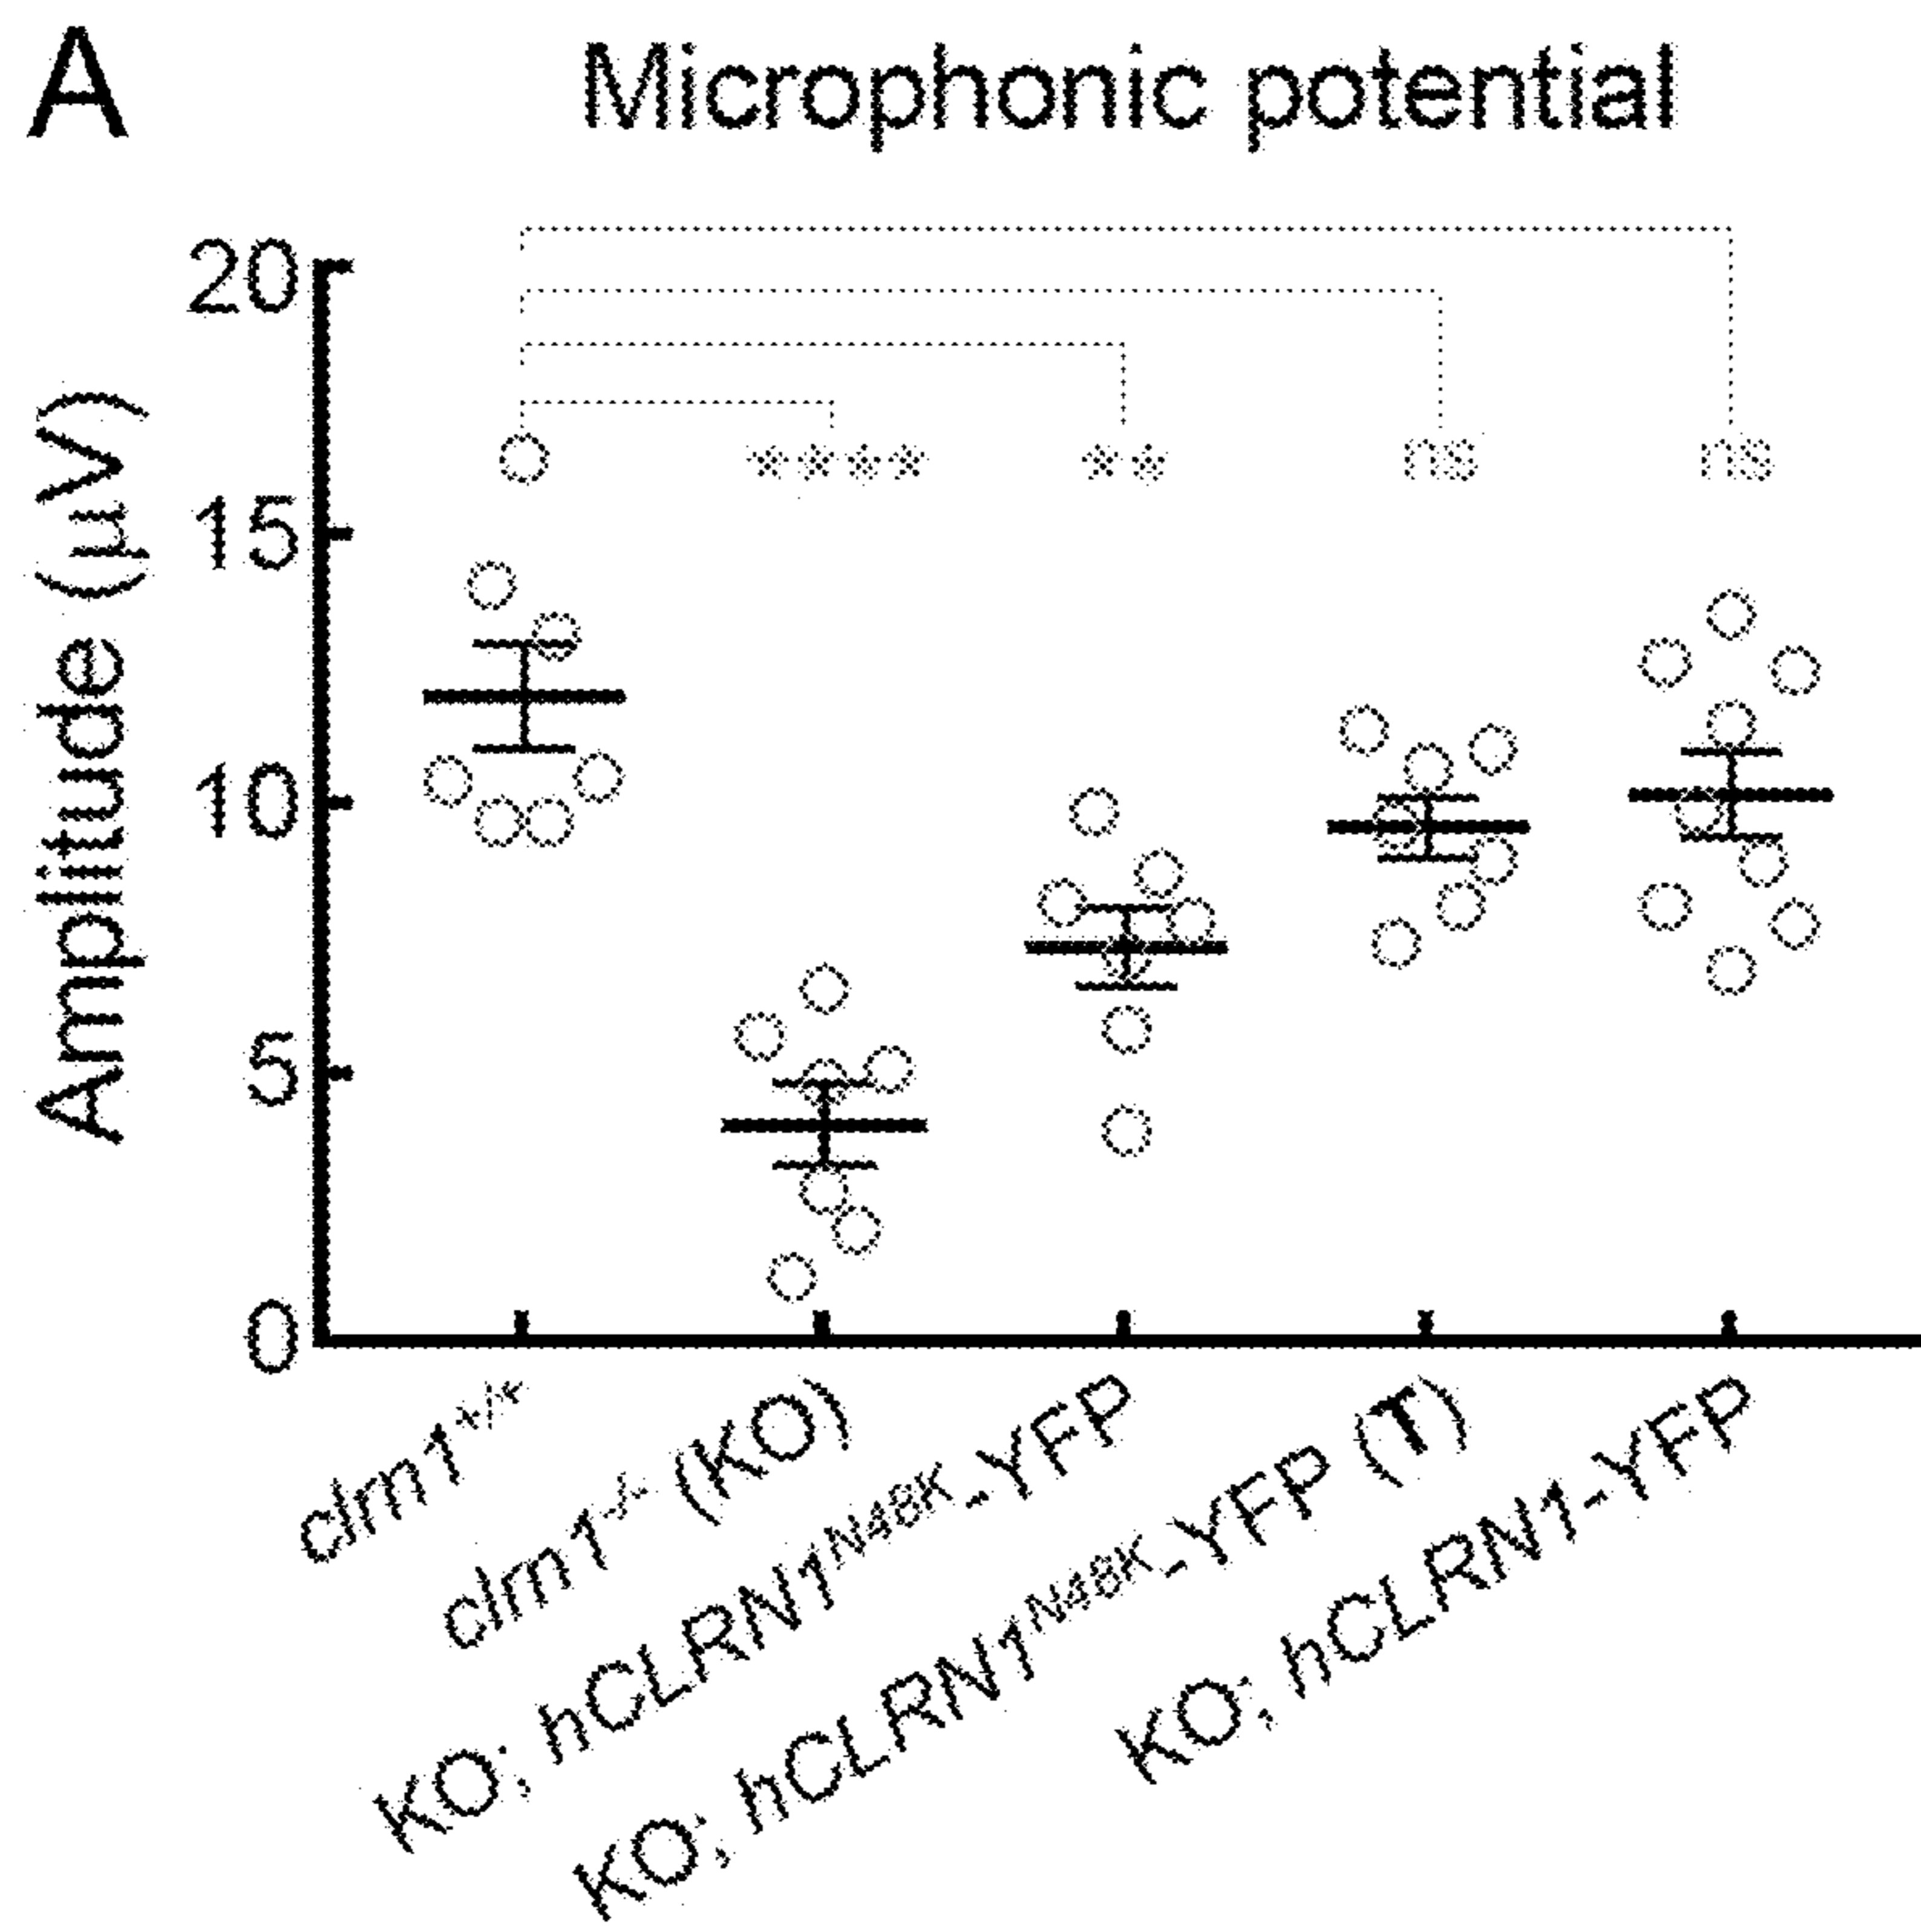 A
Microphonic potential
Amplitude (µV)
20
15
10
5
0
**** ** ns ns
clrn1+/+
clrn1-/- (KO)
KO; hCLRN1N48K-YFP
KO; hCLRN1N48K-YFP (T)
KO; hCLRN1-YFP